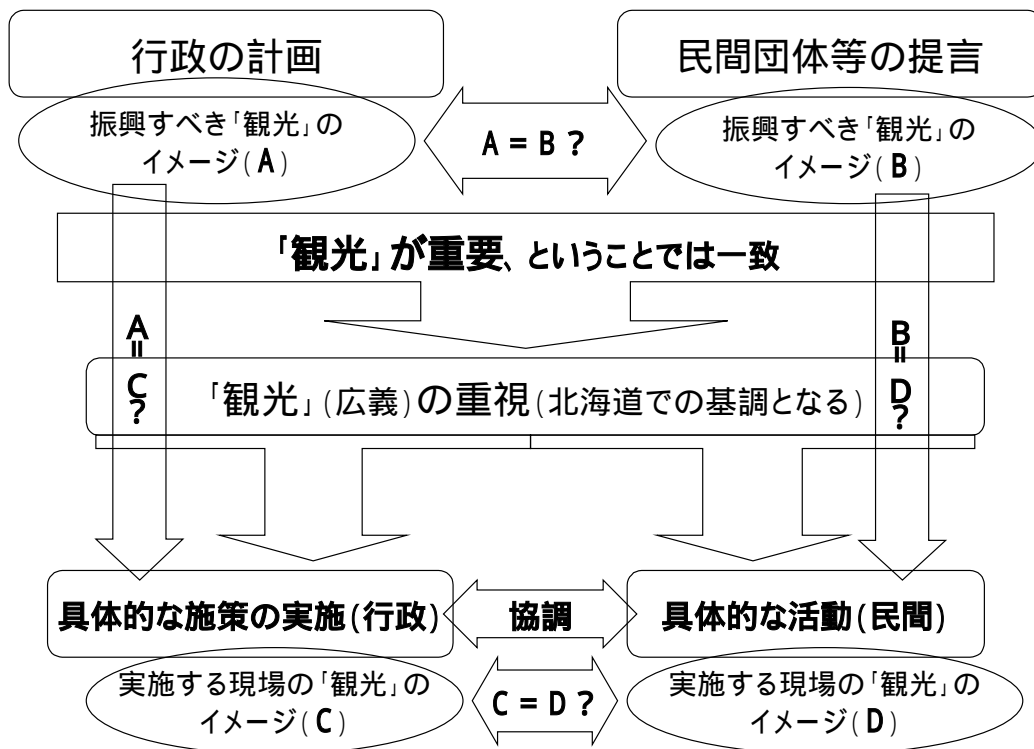 行政の計画
民間団体等の提言
振興すべき「観光」の
イメージ(A)
A = B ?
振興すべき「観光」の
イメージ(B)
「観光」が重要、ということでは一致
A=C?
B=D?
「観光」(広義)の重視(北海道での基調となる)
具体的な施策の実施(行政)
協調
具体的な活動(民間)
実施する現場の「観光」の
イメージ(C)
C = D ?
実施する現場の「観光」の
イメージ(D)